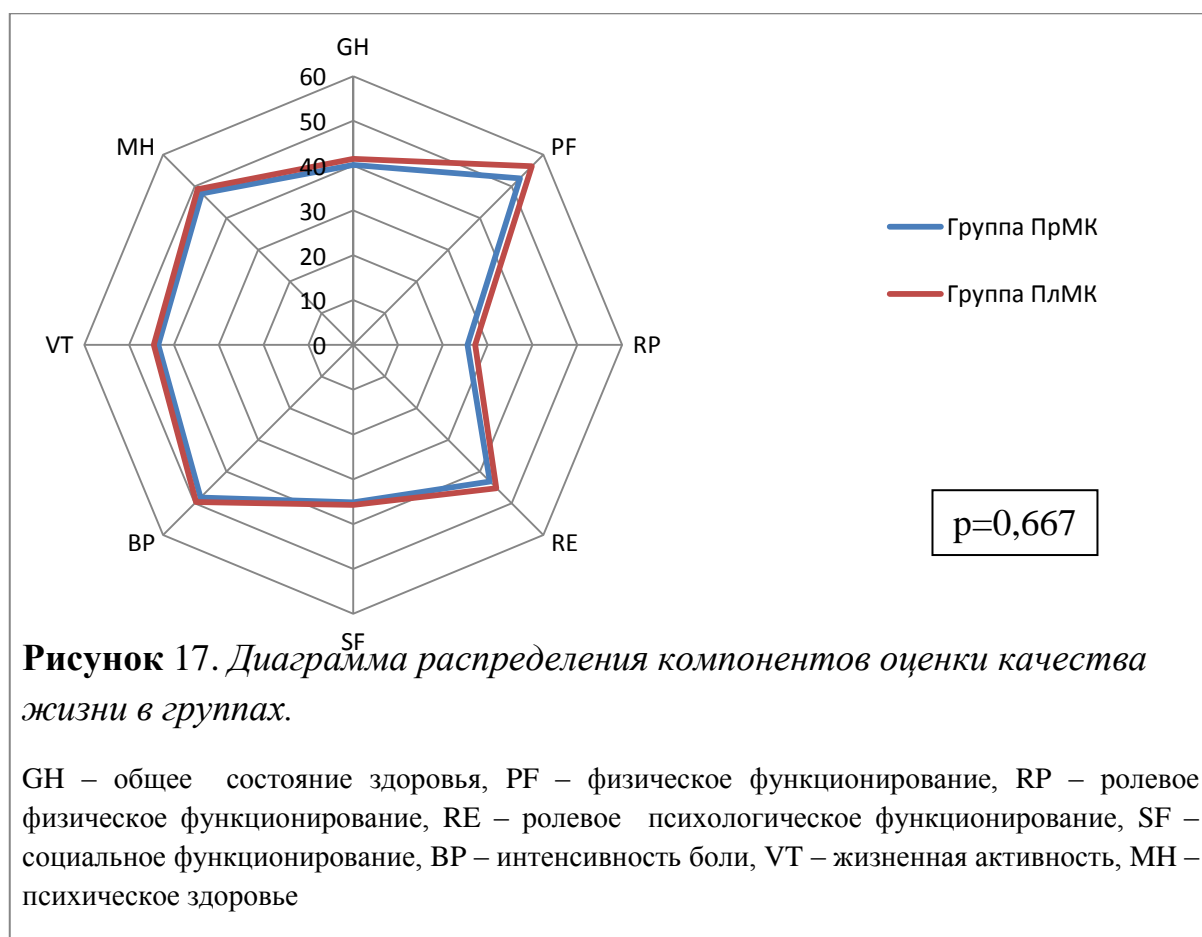 GH
60
50
40
30
20
10
0
MH
PF
VT
RP
BP
RE
SF
Группа ПрМК
Группа ПлМК
p=0,667
Рисунок 17. Диаграмма распределения компонентов оценки качества
жизни в группах.
GH – общее состояние здоровья, PF – физическое функционирование, RP – ролевое
физическое функционирование, RE – ролевое психологическое функционирование, SF –
социальное функционирование, BP – интенсивность боли, VT – жизненная активность, MH –
психическое здоровье